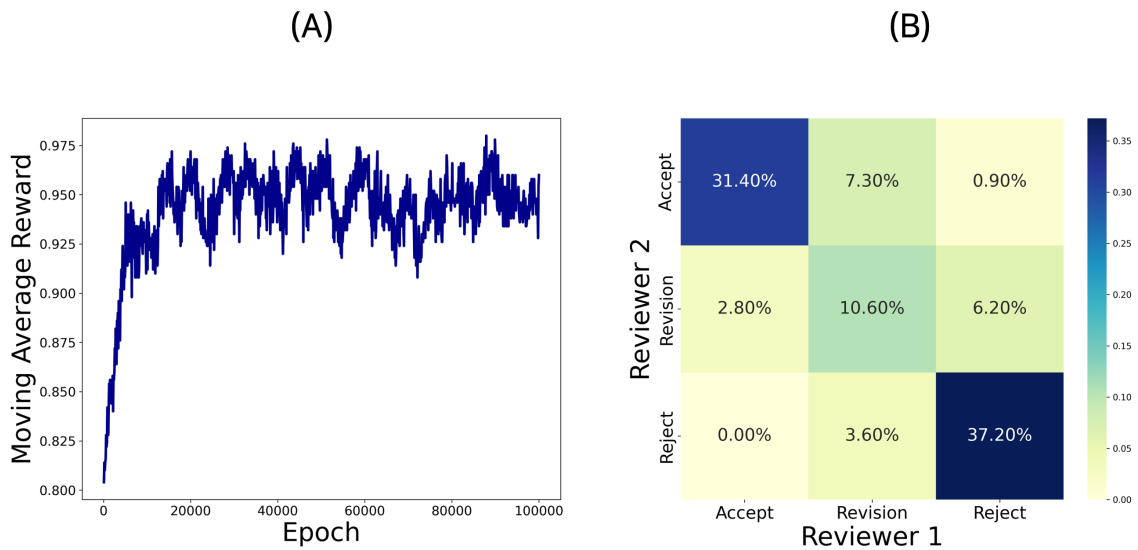 (A)
(B)
Moving Average Reward
0.975
0.950
0.925
0.900
0.875
0.850
0.825
0.800
0 20000 40000 60000 80000 100000
Epoch
Reviewer 2
Accept
Revision
Reject
31.40% 7.30% 0.90%
2.80% 10.60% 6.20%
0.00% 3.60% 37.20%
Accept Revision Reject
Reviewer 1
0.35
0.30
0.25
0.20
0.15
0.10
0.05
0.00